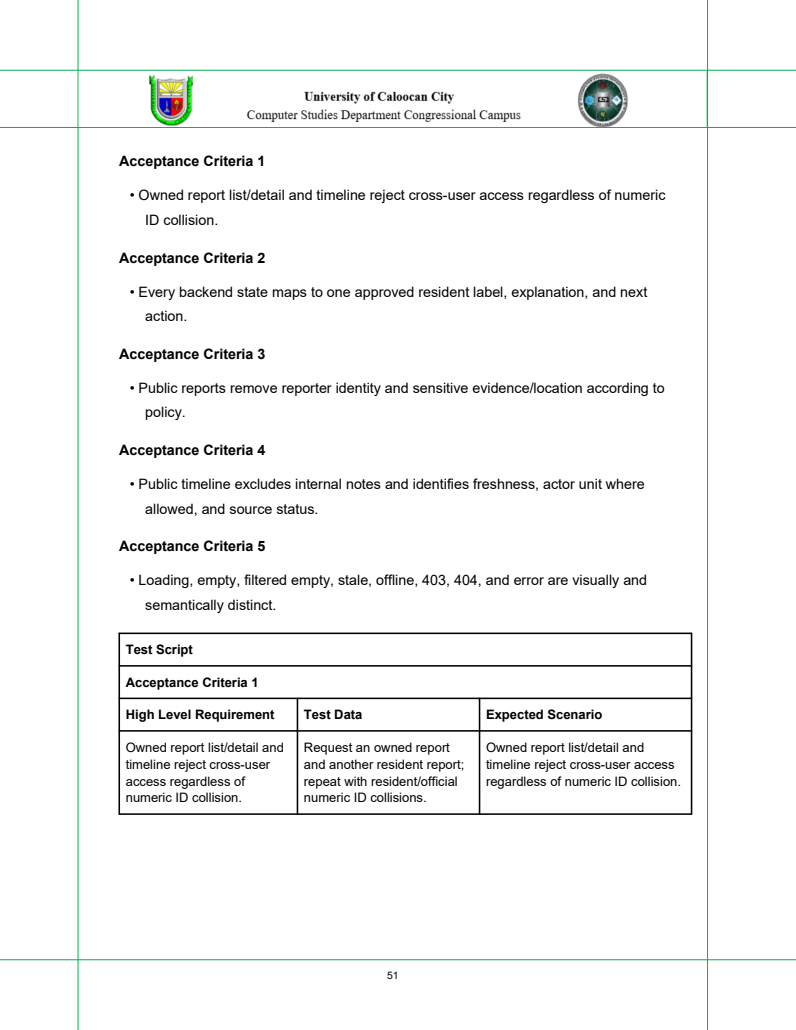 University of Caloocan City
Computer Studies Department Congressional Campus
Acceptance Criteria 1
• Owned report list/detail and timeline reject cross-user access regardless of numeric
ID collision.
Acceptance Criteria 2
• Every backend state maps to one approved resident label, explanation, and next
action.
Acceptance Criteria 3
• Public reports remove reporter identity and sensitive evidence/location according to
policy.
Acceptance Criteria 4
• Public timeline excludes internal notes and identifies freshness, actor unit where
allowed, and source status.
Acceptance Criteria 5
• Loading, empty, filtered empty, stale, offline, 403, 404, and error are visually and
semantically distinct.
Test Script
Acceptance Criteria 1
High Level Requirement
Test Data
Expected Scenario
Owned report list/detail and
timeline reject cross-user
access regardless of
numeric ID collision.
Request an owned report
and another resident report;
repeat with resident/official
numeric ID collisions.
Owned report list/detail and
timeline reject cross-user access
regardless of numeric ID collision.
51